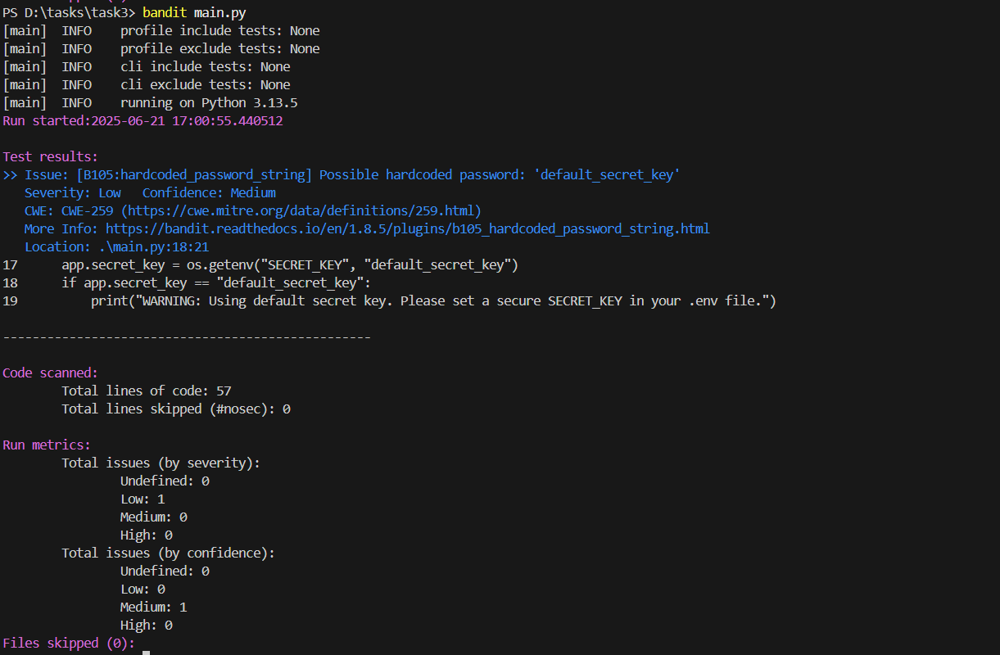 PS D:\tasks\task3> bandit main.py
[main]  INFO    profile include tests: None
[main]  INFO    profile exclude tests: None
[main]  INFO    cli include tests: None
[main]  INFO    cli exclude tests: None
[main]  INFO    running on Python 3.13.5
Run started:2025-06-21 17:00:55.440512

Test results:
>> Issue: [B105:hardcoded_password_string] Possible hardcoded password: 'default_secret_key'
   Severity: Low   Confidence: Medium
   CWE: CWE-259 (https://cwe.mitre.org/data/definitions/259.html)
   More Info: https://bandit.readthedocs.io/en/1.8.5/plugins/b105_hardcoded_password_string.html
   Location: .\main.py:18:21
17      app.secret_key = os.getenv("SECRET_KEY", "default_secret_key")
18      if app.secret_key == "default_secret_key":
19          print("WARNING: Using default secret key. Please set a secure SECRET_KEY in your .env file.")

--------------------------------------------------

Code scanned:
        Total lines of code: 57
        Total lines skipped (#nosec): 0

Run metrics:
        Total issues (by severity):
                Undefined: 0
                Low: 1
                Medium: 0
                High: 0
        Total issues (by confidence):
                Undefined: 0
                Low: 0
                Medium: 1
                High: 0
Files skipped (0):